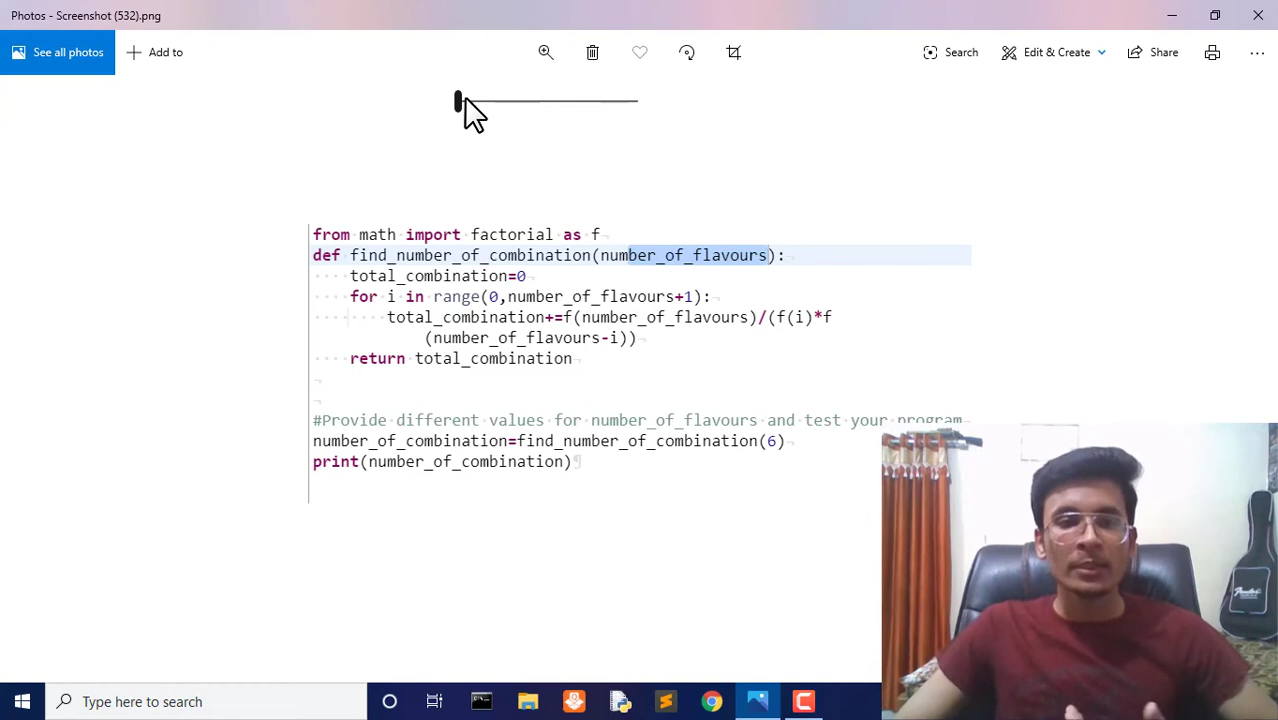 Photos - Screenshot (532).png
See all photos
Add to
Search
Edit & Create
Share
from math import factorial as f
def find_number_of_combination(number_of_flavours):
total_combination=0
for i in range(0,number_of_flavours+1):
total_combination+=f(number_of_flavours)/(f(i)*f
(number_of_flavours-i))
return total_combination
#Provide different values for number_of_flavours and test your program
number_of_combination=find_number_of_combination(6)
print(number_of_combination)
Fender
Type here to search